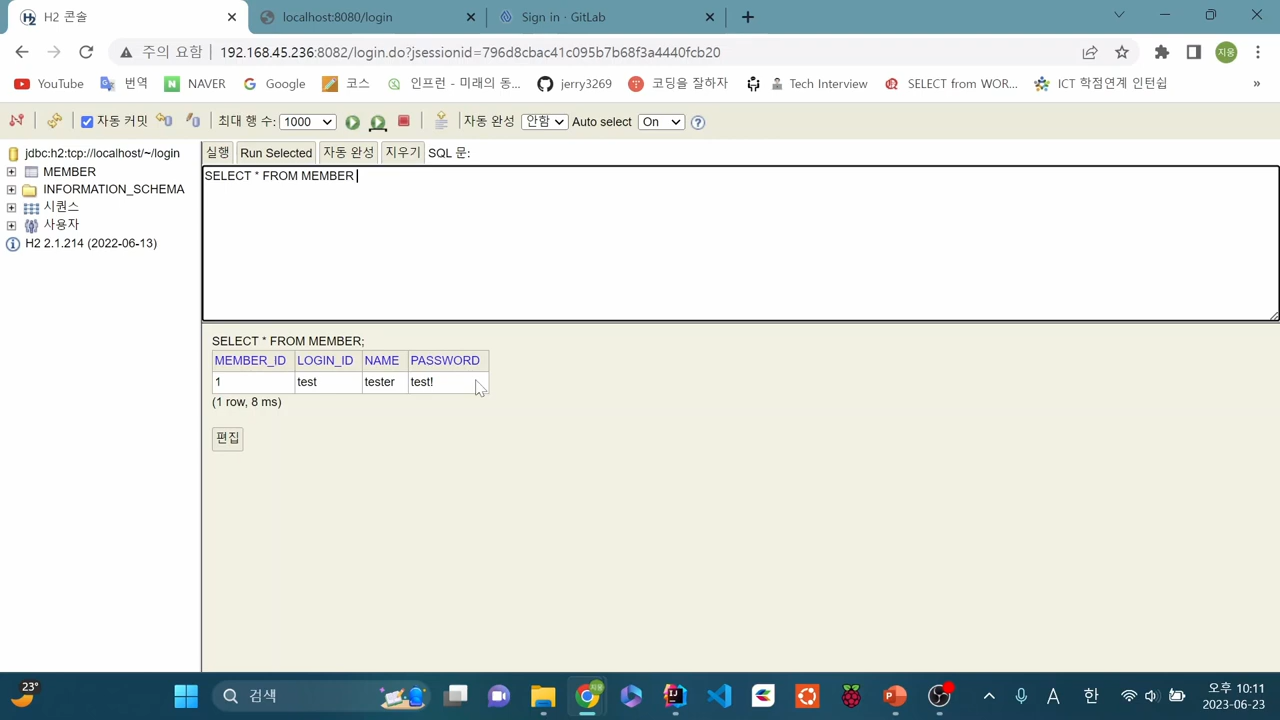 H2 콘솔
localhost:8080/login
Sign in · GitLab
주의 요함
192.168.45.236:8082/login.do?jsessionid=796d8cbac41c095b7b68f3a4440fcb20
지웅
YouTube
번역
NAVER
Google
코스
인프런 - 미래의 동...
jerry3269
코딩을 잘하자
Tech Interview
SELECT from WOR...
ICT 학점연계 인턴쉽
»
자동 커밋
최대 행 수: 1000
자동 완성 안함
Auto select On
jdbc:h2:tcp://localhost/~/login
MEMBER
INFORMATION_SCHEMA
시퀀스
사용자
H2 2.1.214 (2022-06-13)
실행 Run Selected 자동 완성 지우기 SQL 문:
SELECT * FROM MEMBER
SELECT * FROM MEMBER;
MEMBER_ID LOGIN_ID NAME PASSWORD
1 test tester test!
(1 row, 8 ms)
편집
23°
검색
지웅
A
한
오후 10:11
2023-06-23